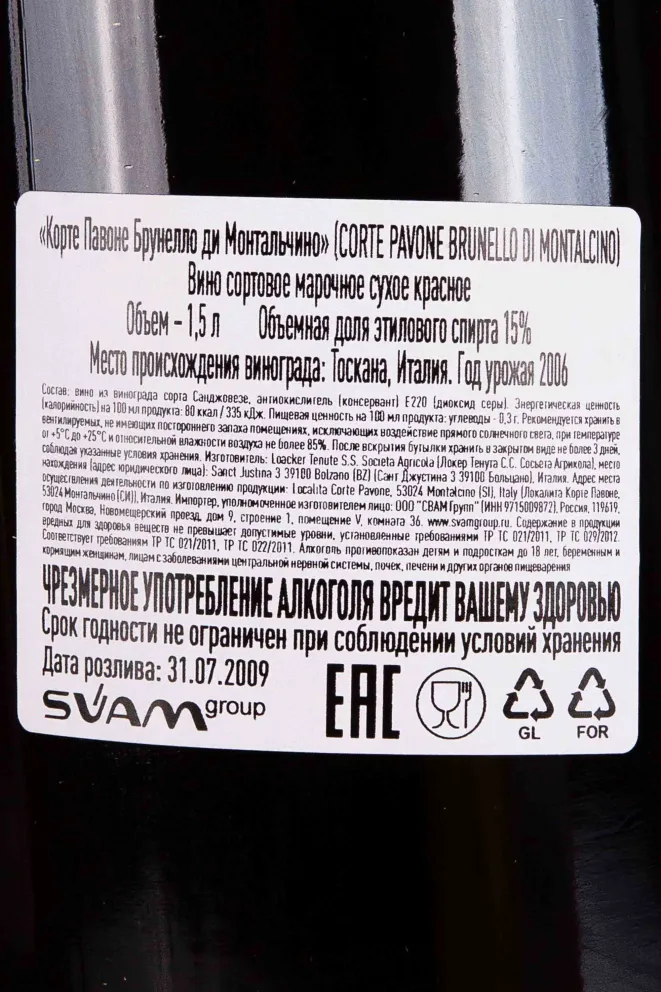 «Корте Павоне Брунелло ди Монтальчино» (CORTE PAVONE BRUNELLO DI MONTALCINO)
Вино сортовое марочное сухое красное
Объем – 1,5 л Объемная доля этилового спирта 15%
Место происхождения винограда: Тоскана, Италия. Год урожая 2006
Состав: вино из винограда сорта Санджовезе, антиокислитель (консервант) E220 (диоксид серы). Энергетическая ценность
(калорийность) на 100 мл продукта: 80 ккал / 335 кДж. Пищевая ценность на 100 мл продукта: углеводы - 0,3 г. Рекомендуется хранить в
вентилируемых, не имеющих постороннего запаха помещениях, исключающих воздействие прямого солнечного света, при температуре
от +5°C до +25°C и относительной влажности воздуха не более 85%. После вскрытия бутылки хранить в закрытом виде не более 3 дней,
соблюдая указанные условия хранения. Изготовитель: Loacker Tenute S.S. Societa Agricola (Локер Тенута С.С. Сосьета Агрикола), место
нахождения (адрес юридического лица): Sanct Justina 3 39100 Bolzano (BZ) (Сант Джустина 3 39100 Больцано), Италия. Адрес места
осуществления деятельности по изготовлению продукции: Localita Corte Pavone, 53024 Montalcino (SI), Italy (Локалита Корте Павоне,
53024 Монтальчино (СИ)), Италия. Импортер, уполномоченное изготовителем лицо: ООО "СВАМ Групп" (ИНН 9715009872), Россия, 119619,
город Москва, Новомещерский проезд, дом 9, строение 1, помещение V, комната 36. www.svamgroup.ru. Содержание в продукции
вредных для здоровья веществ не превышает допустимые уровни, установленные требованиями ТР ТС 021/2011, ТР ТС 029/2012.
Соответствует требованиям ТР ТС 021/2011, ТР ТС 022/2011. Алкоголь противопоказан детям и подросткам до 18 лет, беременным и
кормящим женщинам, лицам с заболеваниями центральной нервной системы, почек, печени и других органов пищеварения
ЧРЕЗМЕРНОЕ УПОТРЕБЛЕНИЕ АЛКОГОЛЯ ВРЕДИТ ВАШЕМУ ЗДОРОВЬЮ
Срок годности не ограничен при соблюдении условий хранения
Дата розлива: 31.07.2009
SVAM group EAC GL FOR